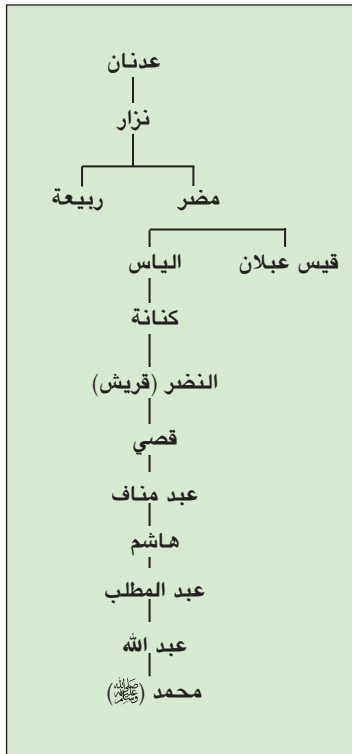 عدنان
نزار
مضر ربيعة
قيس عبلان الياس
كنانة
النضر (قريش)
قصي
عبد مناف
هاشم
عبد المطلب
عبد الله
محمد (ﷺ)